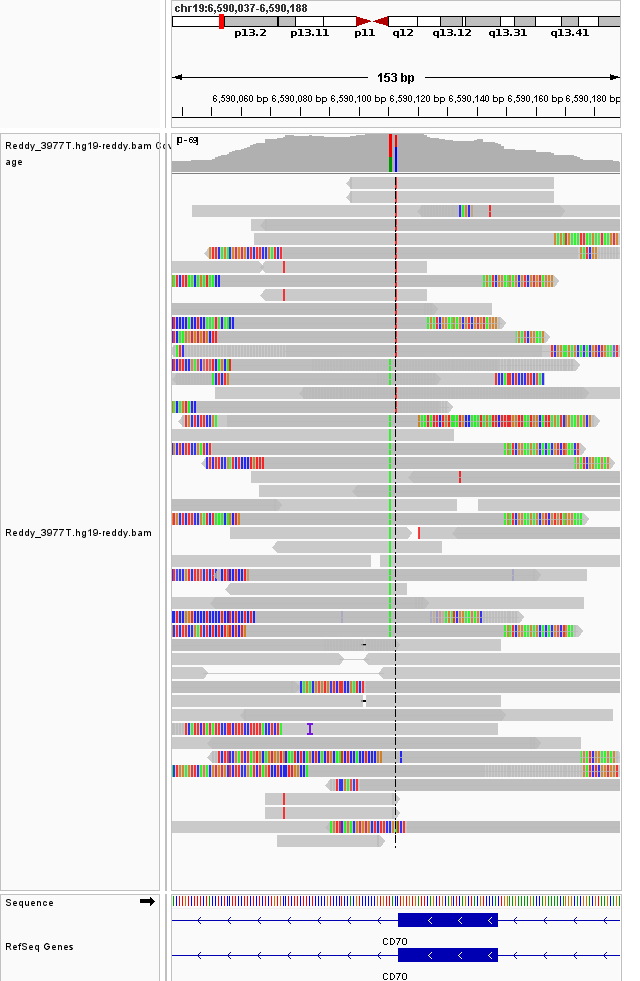 chr19:6,590,037-6,590,188
p13.2 p13.11 p11 q12 q13.12 q13.31 q13.41
153 bp
6,590,060 bp 6,590,080 bp 6,590,100 bp 6,590,120 bp 6,590,140 bp 6,590,160 bp 6,590,180 bp
[0-69]
Reddy_3977T.hg19-reddy.bam Cov
age
Reddy_3977T.hg19-reddy.bam
Sequence
CD70
RefSeq Genes
CD70